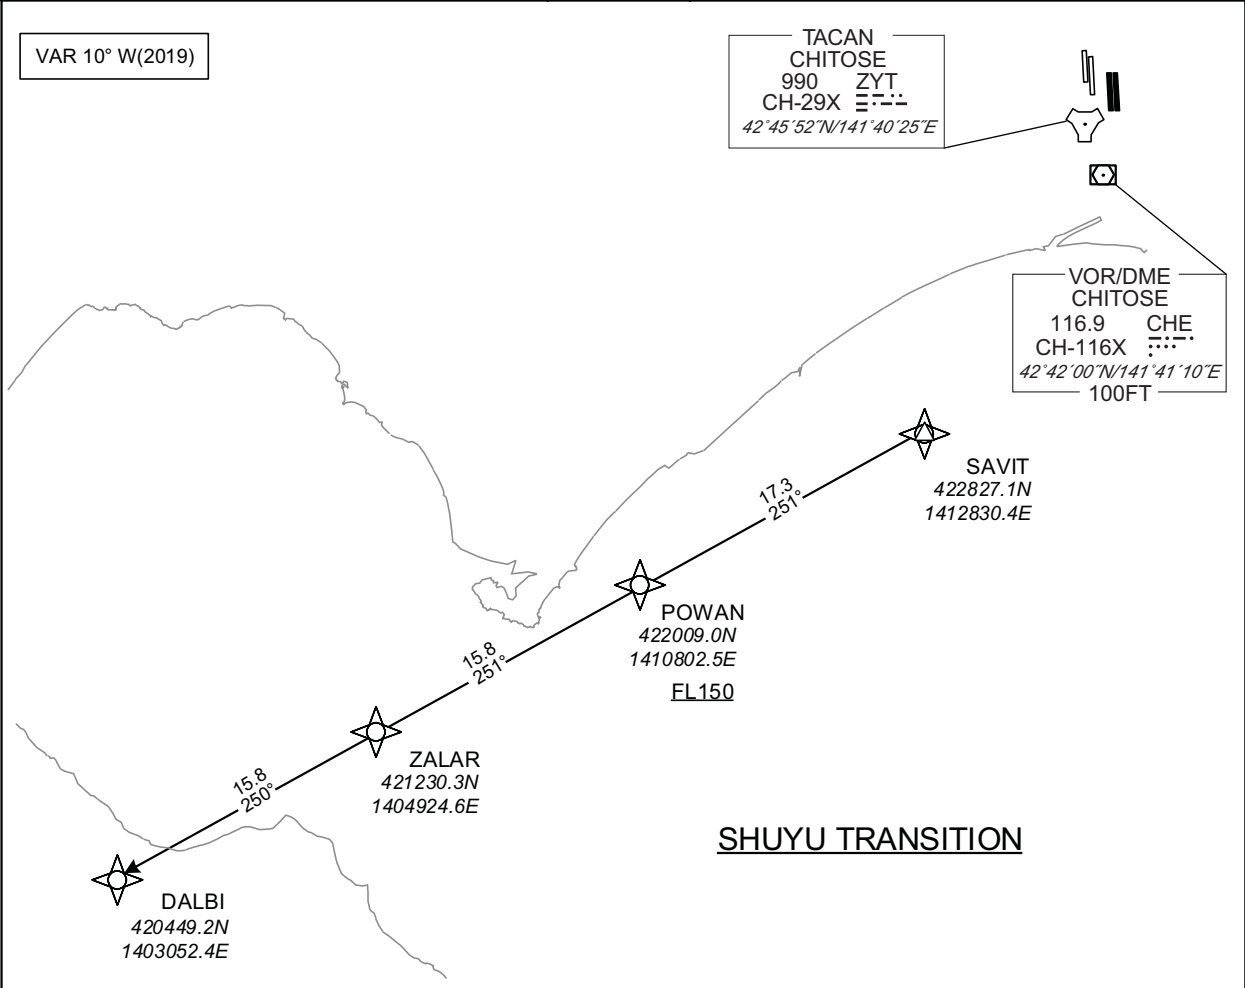 VAR 10° W(2019)
TACAN
CHITOSE
990 ZYT
CH-29X
42°45´52˝N/141°40´25˝E
VOR/DME
CHITOSE
116.9 CHE
CH-116X
42°42´00˝N/141°41´10˝E
100FT
SAVIT
422827.1N
1412830.4E
17.3
251°
POWAN
422009.0N
1410802.5E
FL150
15.8
251°
ZALAR
421230.3N
1404924.6E
15.8
250°
DALBI
420449.2N
1403052.4E
SHUYU TRANSITION